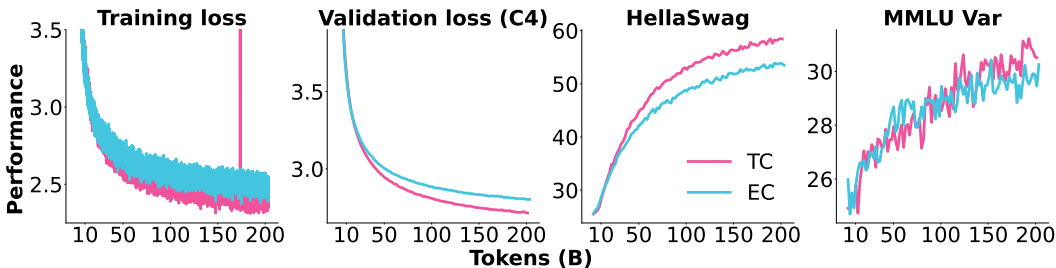 Training loss
Validation loss (C4)
HellaSwag
MMLU Var
Performance
3.5
3.0
2.5
10 50 100 150 200
3.5
3.0
10 50 100 150 200
60
50
40
30
10 50 100 150 200
TC
EC
30
28
26
10 50 100 150 200
Tokens (B)